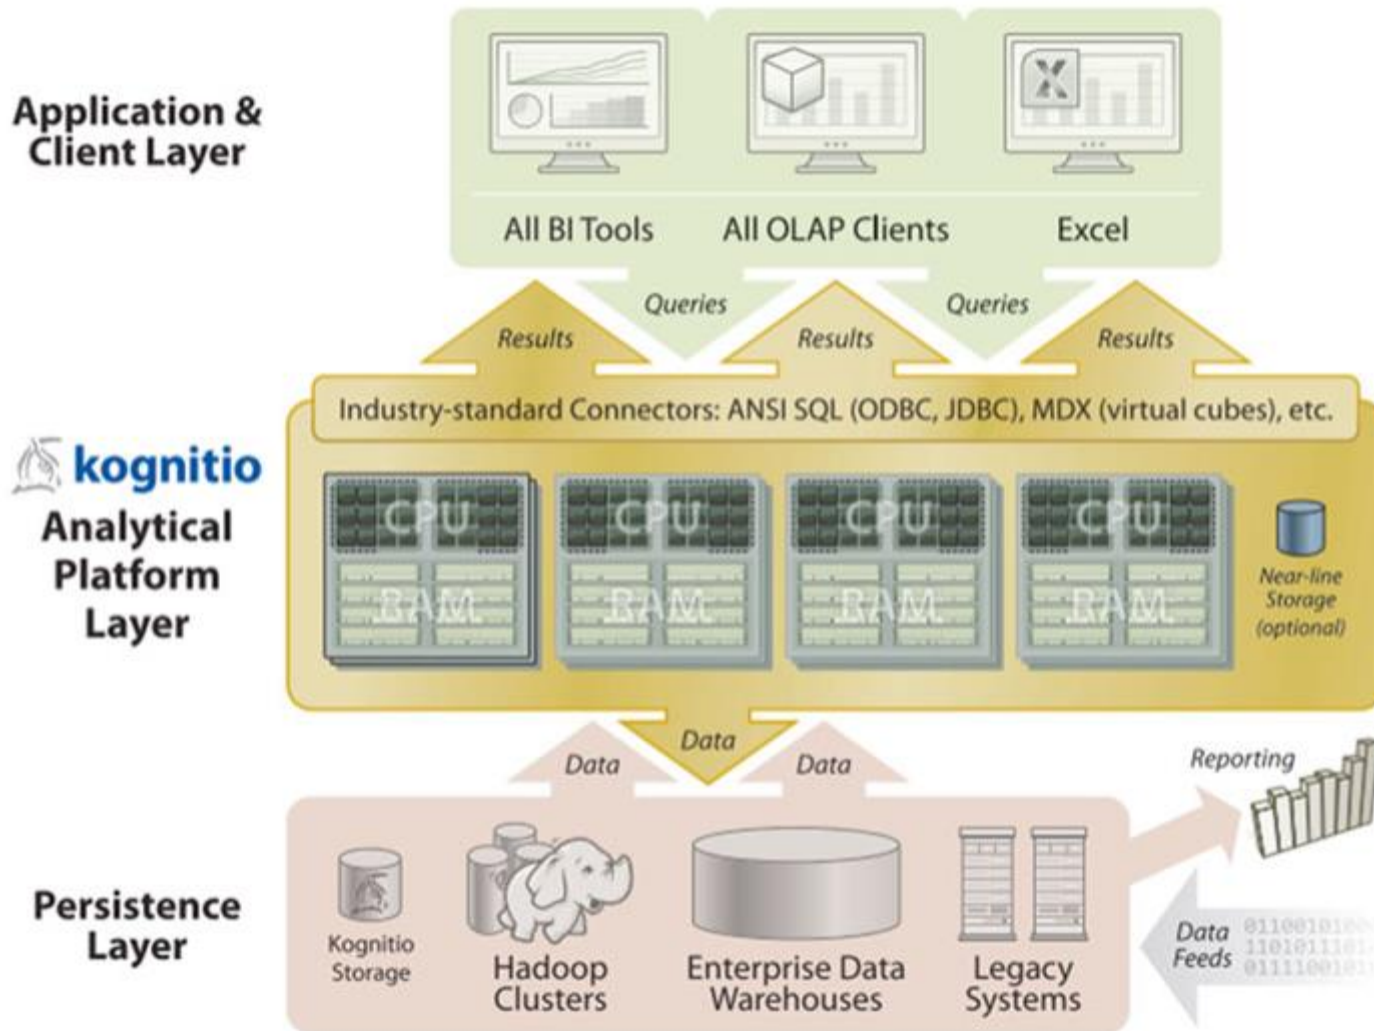 Application &
Client Layer
All BI Tools
All OLAP Clients
Excel
Queries
Queries
Results
Results
Results
Industry-standard Connectors: ANSI SQL (ODBC, JDBC), MDX (virtual cubes), etc.
kognitio
Analytical
Platform
Layer
CPU
CPU
CPU
CPU
RAM
RAM
RAM
RAM
Near-line
Storage
(optional)
Data
Data
Data
Reporting
Persistence
Layer
Kognitio
Storage
Hadoop
Clusters
Enterprise Data
Warehouses
Legacy
Systems
Data
Feeds